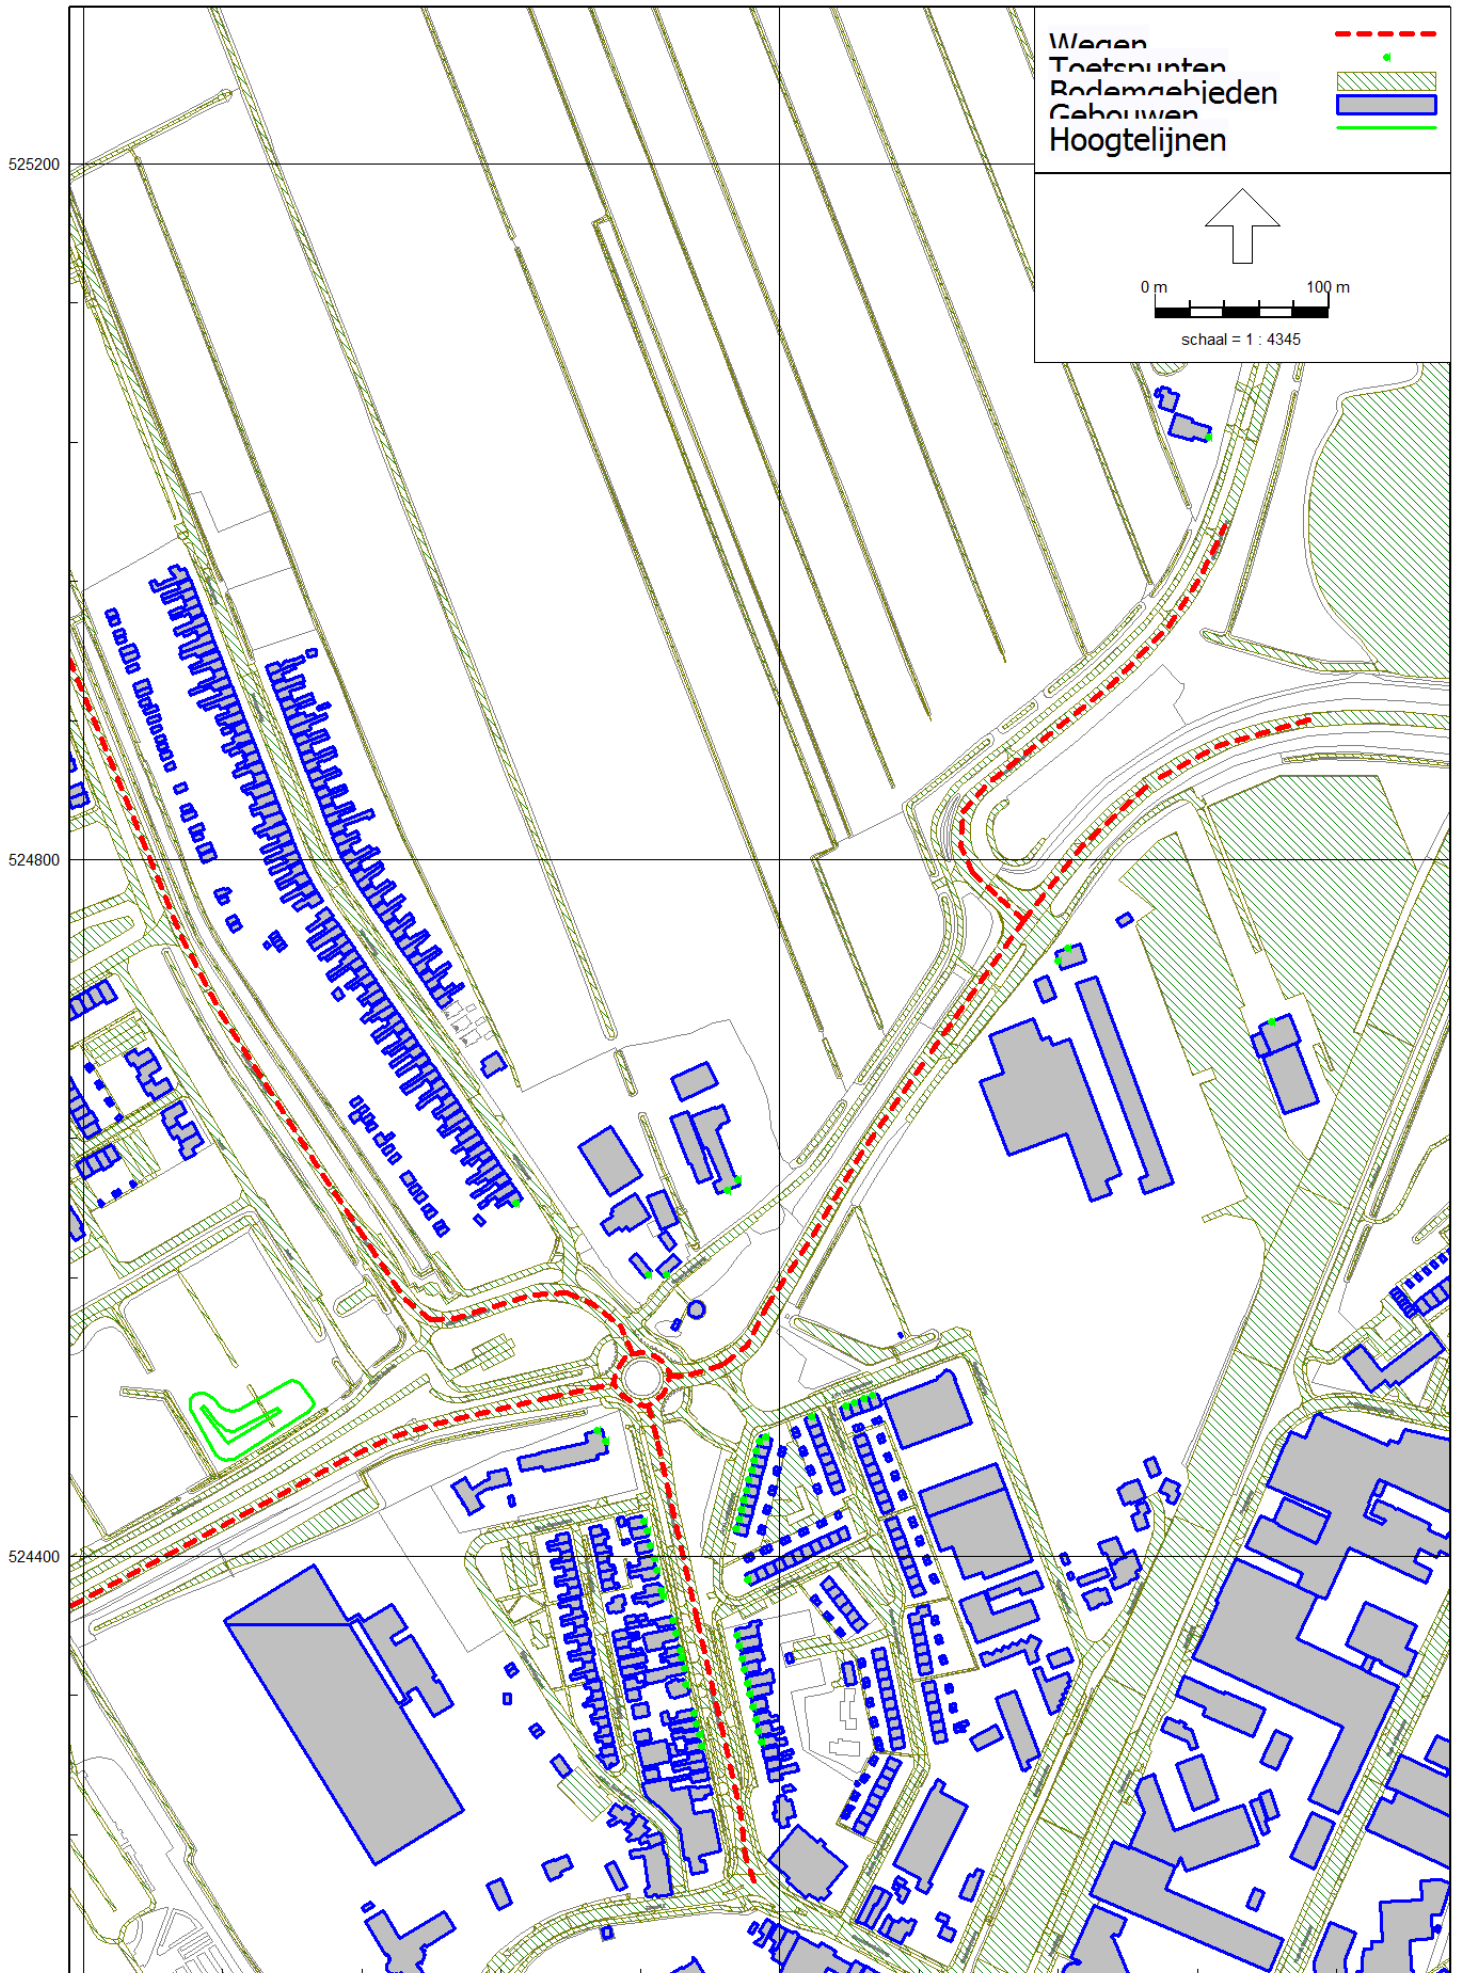 Wegen
Toetspunten
Bodemgebieden
Gebouwen
Hoogtelijnen
525200
0 m 100 m
schaal = 1 : 4345
524800
524400